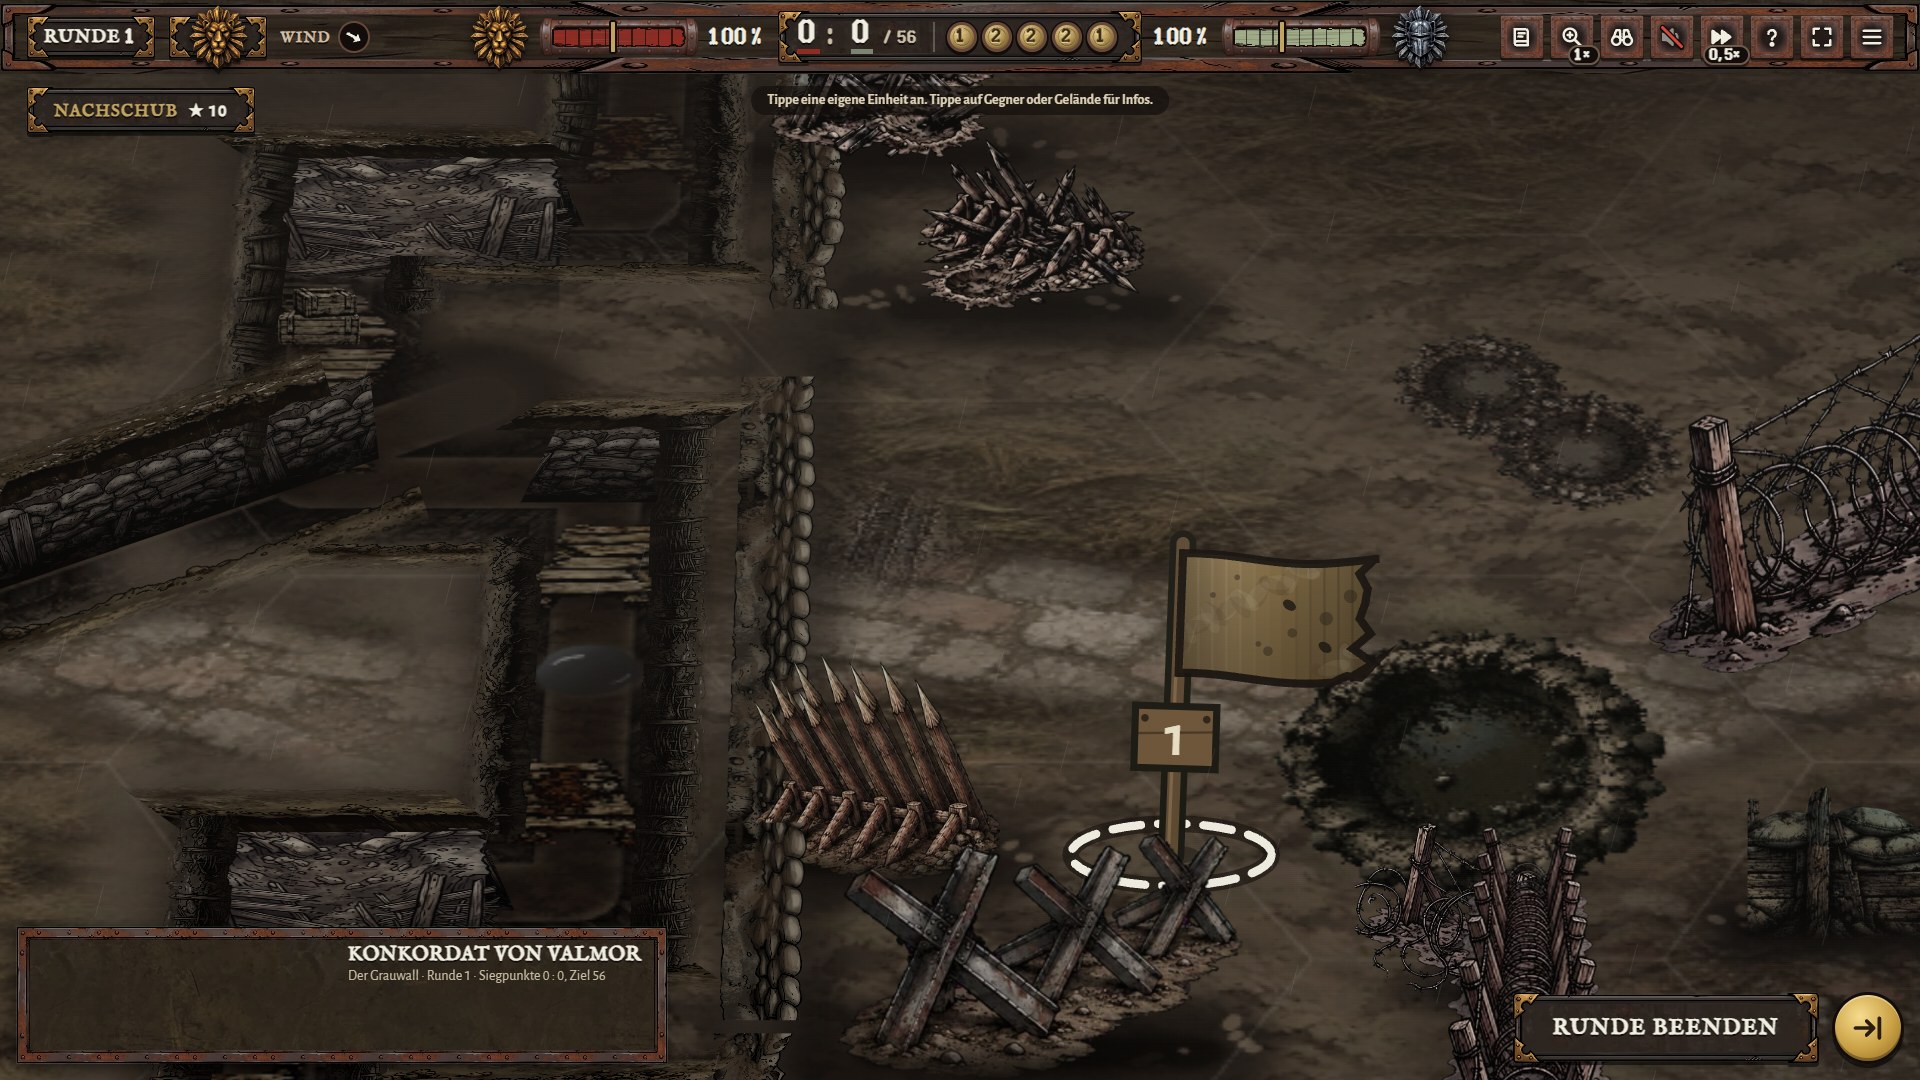 RUNDE 1
WIND
100 %
0 : 0 / 56
1 2 2 2 1
100 %
1×
0,5×
?
NACHSCHUB ★ 10
Tippe eine eigene Einheit an. Tippe auf Gegner oder Gelände für Infos.
1
KONKORDAT VON VALMOR
Der Grauwall · Runde 1 · Siegpunkte 0 : 0, Ziel 56
RUNDE BEENDEN